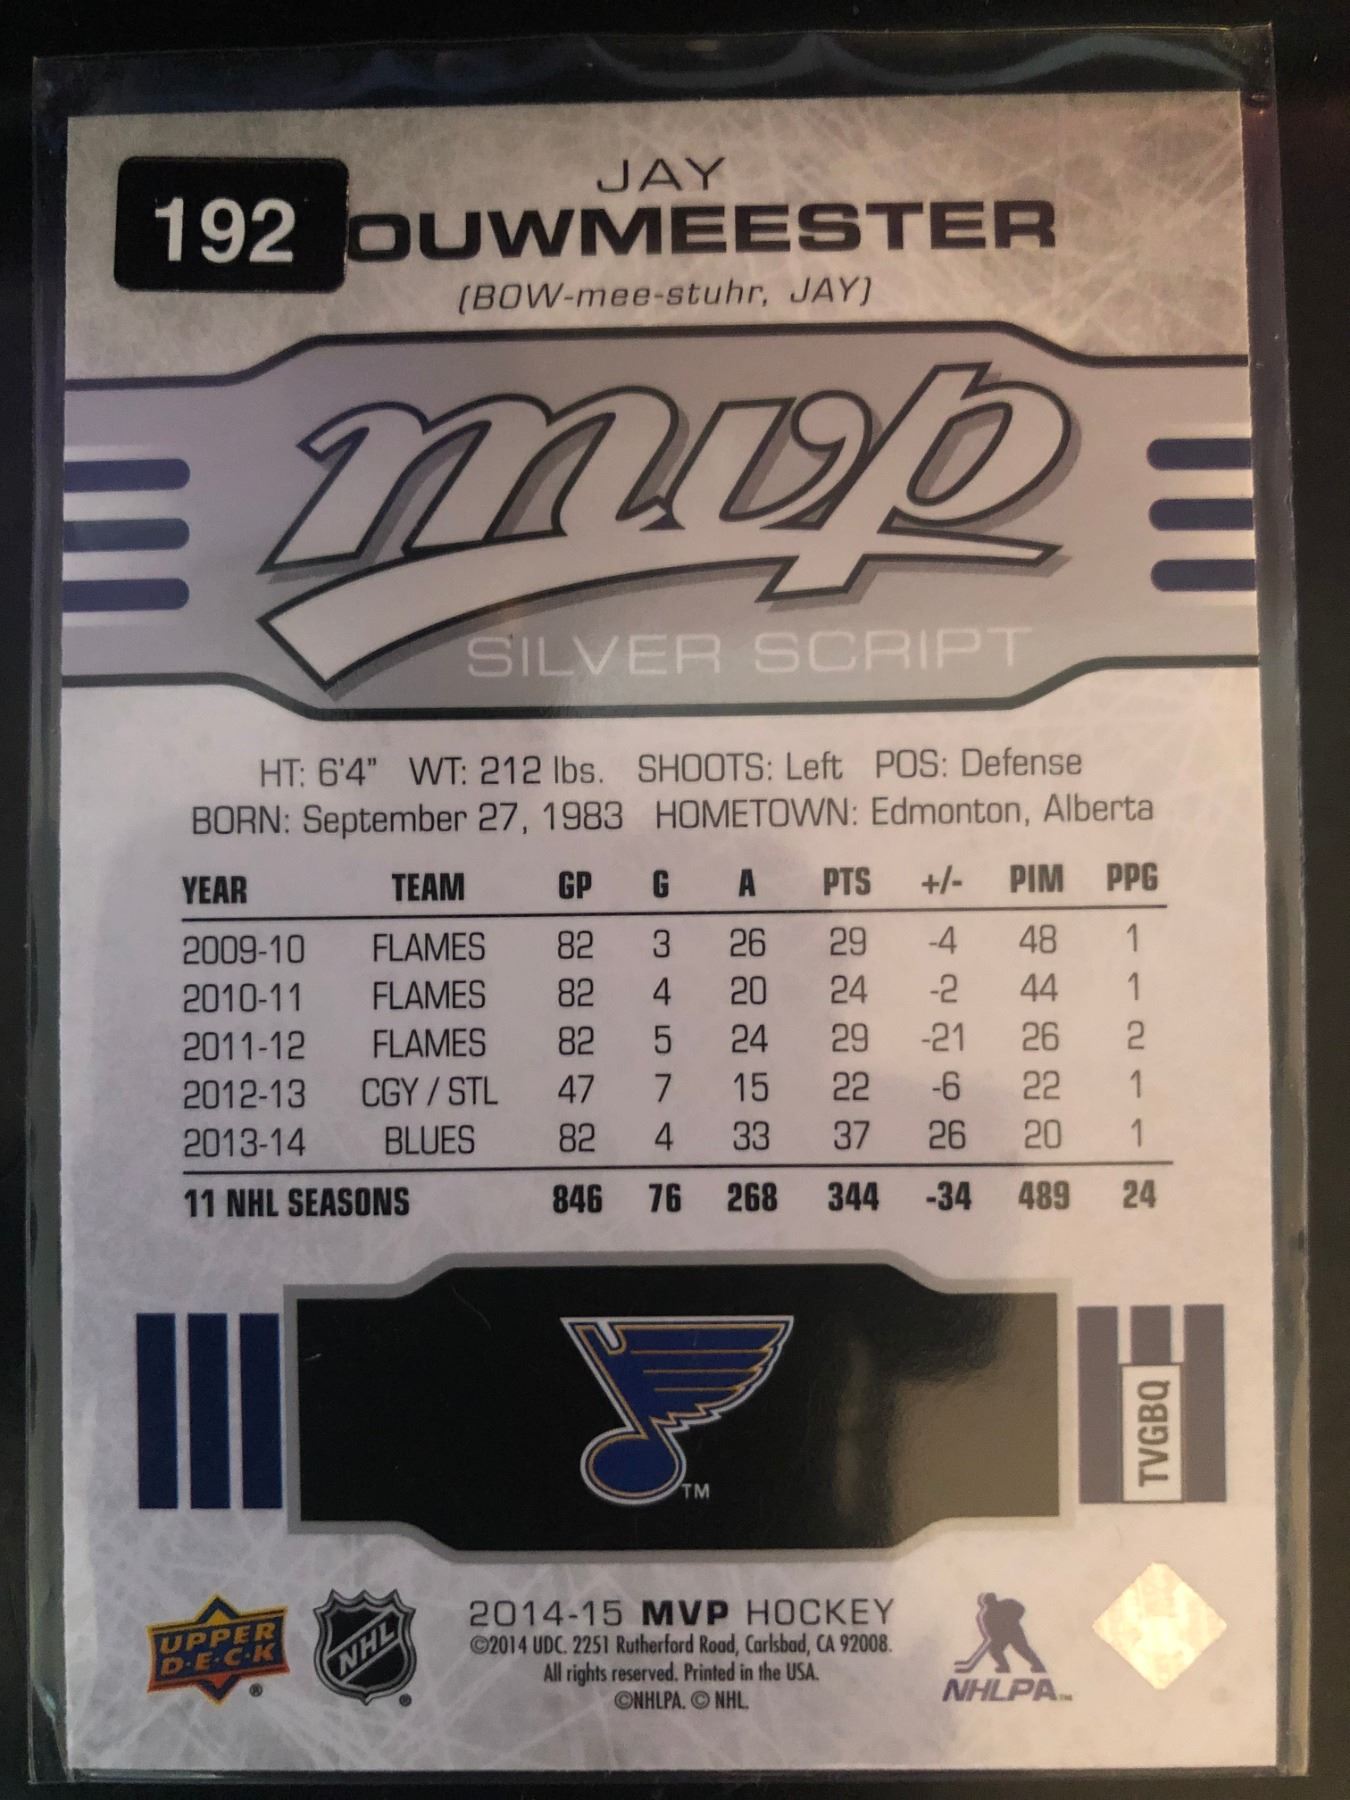 192
JAY
OUWMEESTER
(BOW-mee-stuhr, JAY)
mvp
SILVER SCRIPT
HT: 6'4" WT: 212 lbs. SHOOTS: Left POS: Defense
BORN: September 27, 1983 HOMETOWN: Edmonton, Alberta
YEAR TEAM GP G A PTS +/- PIM PPG
2009-10 FLAMES 82 3 26 29 -4 48 1
2010-11 FLAMES 82 4 20 24 -2 44 1
2011-12 FLAMES 82 5 24 29 -21 26 2
2012-13 CGY / STL 47 7 15 22 -6 22 1
2013-14 BLUES 82 4 33 37 26 20 1
11 NHL SEASONS 846 76 268 344 -34 489 24
TM
TVGBQ
UPPER
D·E·C·K
®
NHL
®
2014-15 MVP HOCKEY
©2014 UDC. 2251 Rutherford Road, Carlsbad, CA 92008.
All rights reserved. Printed in the USA.
©NHLPA. © NHL.
NHLPA™